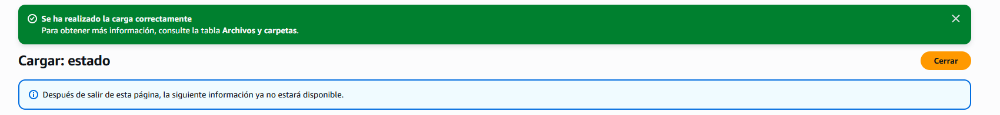 Se ha realizado la carga correctamente
Para obtener más información, consulte la tabla Archivos y carpetas.
Cargar: estado
Cerrar
Después de salir de esta página, la siguiente información ya no estará disponible.